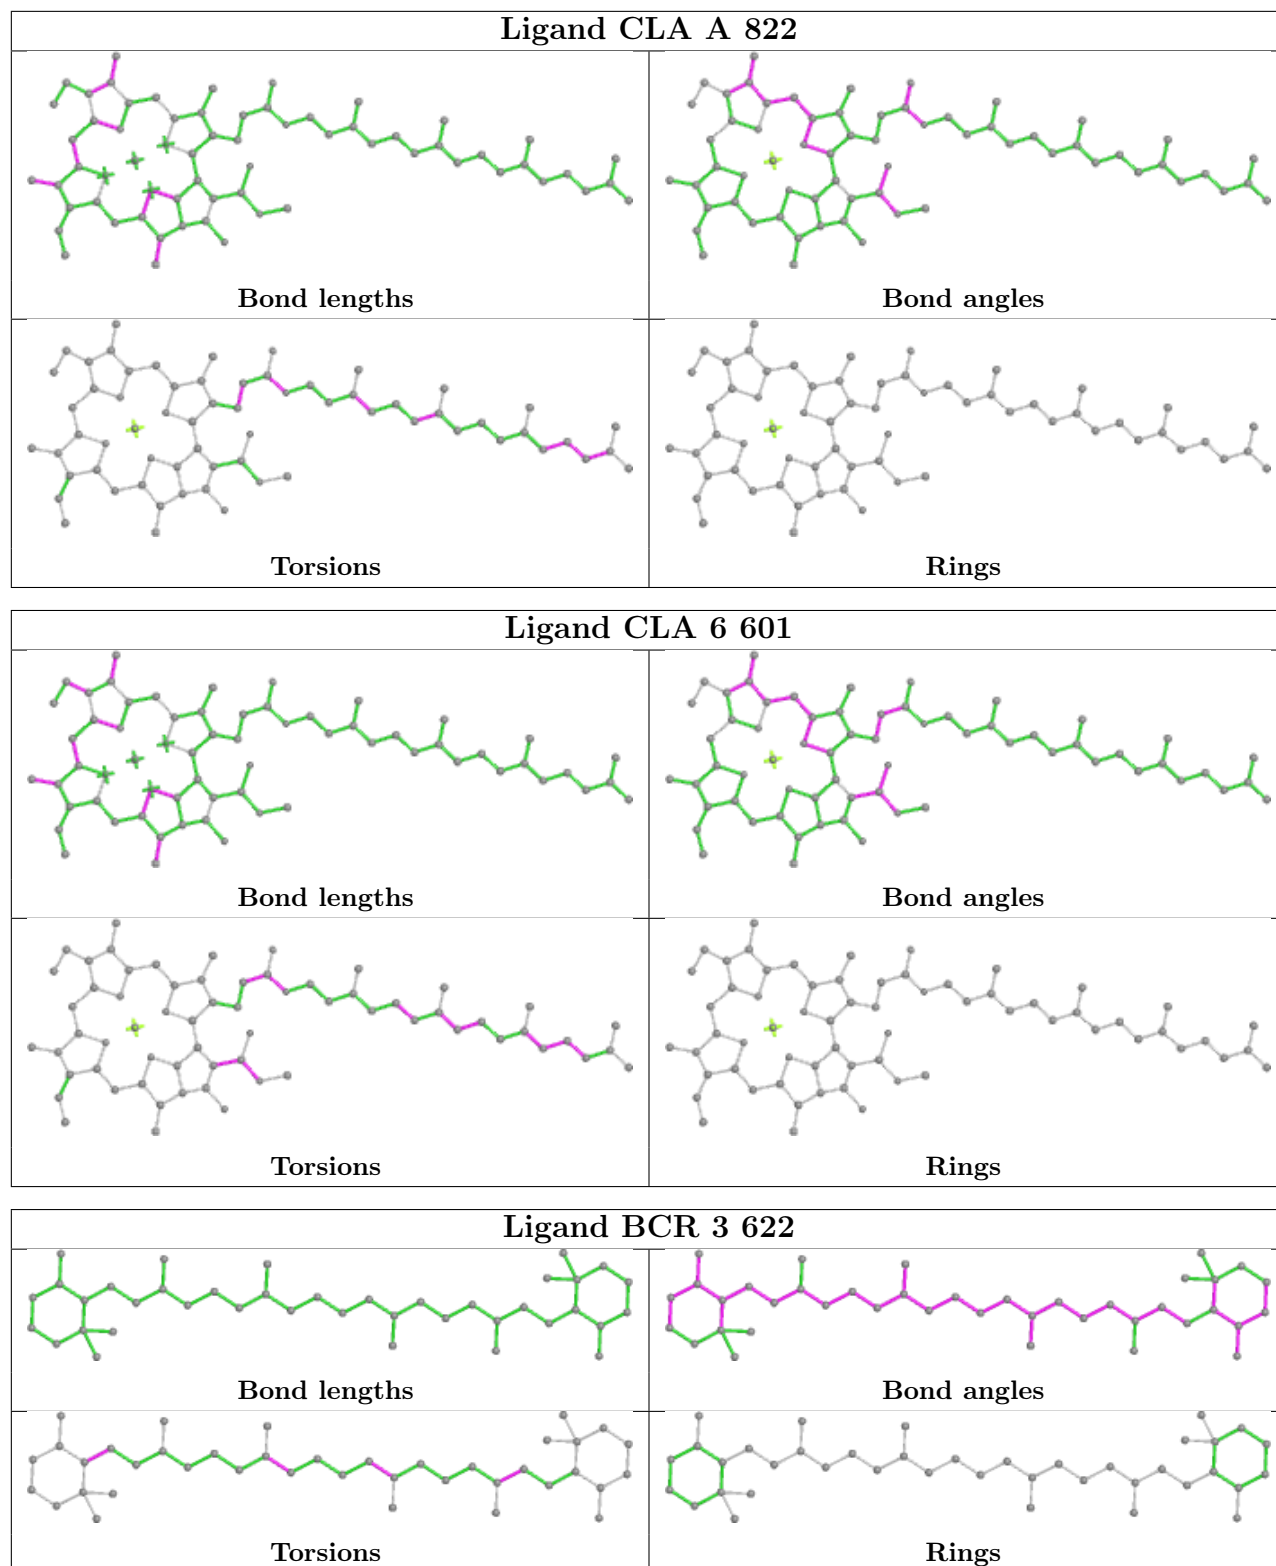 Ligand CLA A 822
Bond lengths
Bond angles
Torsions
Rings
Ligand CLA 6 601
Bond lengths
Bond angles
Torsions
Rings
Ligand BCR 3 622
Bond lengths
Bond angles
Torsions
Rings